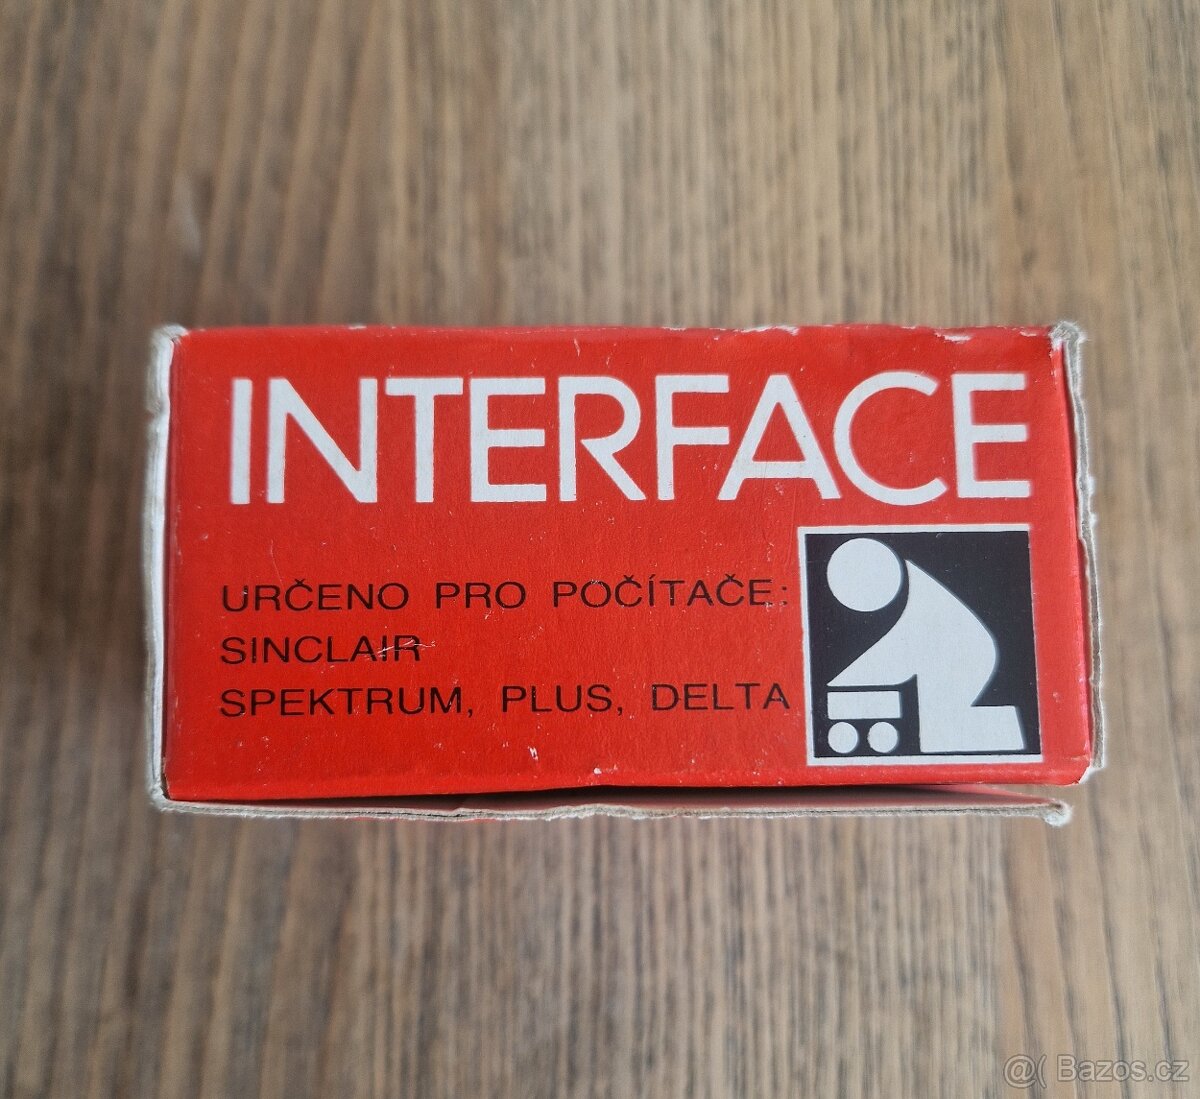 INTERFACE
URČENO PRO POČÍTAČE:
SINCLAIR
SPEKTRUM, PLUS, DELTA
@( Bazos.cz